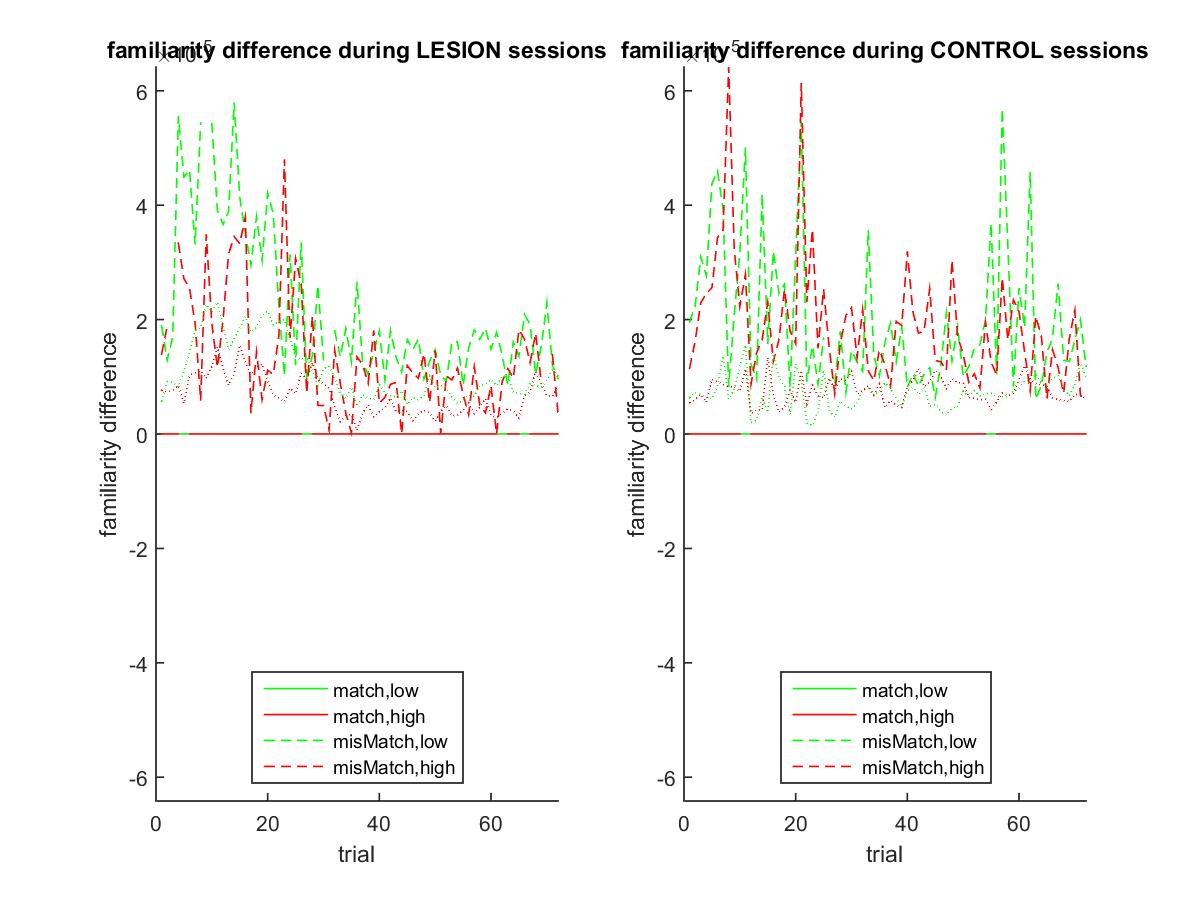 familiarity difference during LESION sessions
× 10^5
familiarity difference
6
4
2
0
-2
-4
-6
match,low
match,high
misMatch,low
misMatch,high
0
20
40
60
trial
familiarity difference during CONTROL sessions
× 10^5
familiarity difference
6
4
2
0
-2
-4
-6
match,low
match,high
misMatch,low
misMatch,high
0
20
40
60
trial